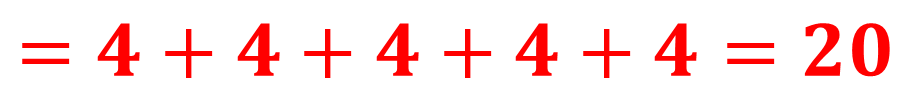 = 4 + 4 + 4 + 4 + 4 = 20